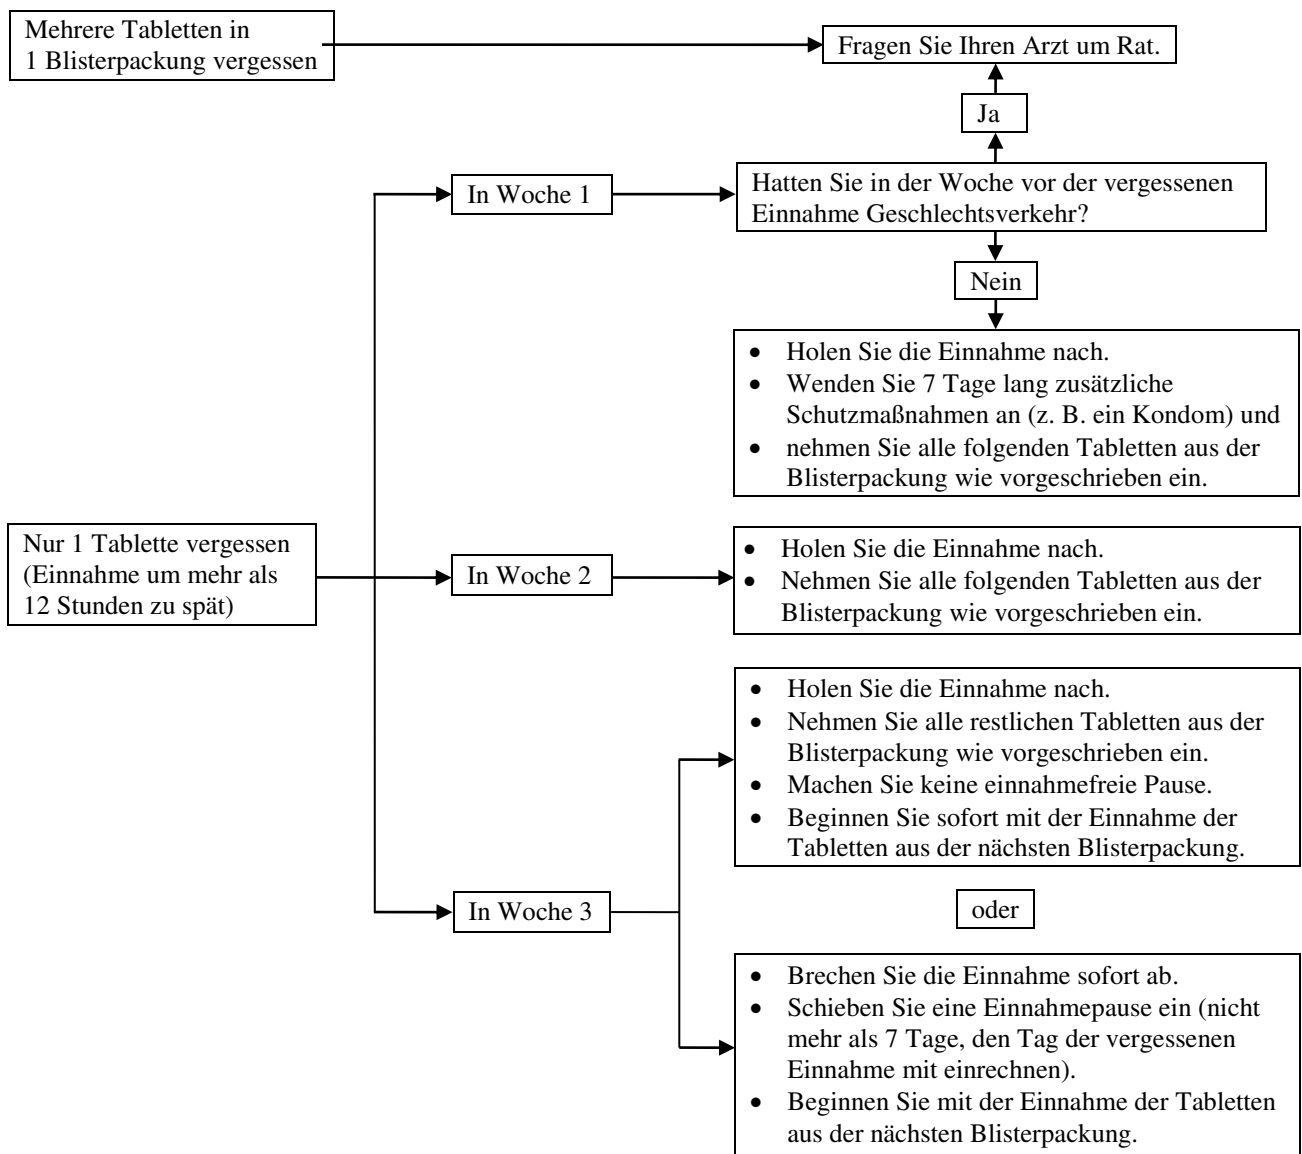 Mehrere Tabletten in
1 Blisterpackung vergessen
Fragen Sie Ihren Arzt um Rat.
Ja
In Woche 1
Hatten Sie in der Woche vor der vergessenen
Einnahme Geschlechtsverkehr?
Nein
• Holen Sie die Einnahme nach.
• Wenden Sie 7 Tage lang zusätzliche
Schutzmaßnahmen an (z. B. ein Kondom) und
• nehmen Sie alle folgenden Tabletten aus der
Blisterpackung wie vorgeschrieben ein.
Nur 1 Tablette vergessen
(Einnahme um mehr als
12 Stunden zu spät)
In Woche 2
• Holen Sie die Einnahme nach.
• Nehmen Sie alle folgenden Tabletten aus der
Blisterpackung wie vorgeschrieben ein.
• Holen Sie die Einnahme nach.
• Nehmen Sie alle restlichen Tabletten aus der
Blisterpackung wie vorgeschrieben ein.
• Machen Sie keine einnahmefreie Pause.
• Beginnen Sie sofort mit der Einnahme der
Tabletten aus der nächsten Blisterpackung.
In Woche 3
oder
• Brechen Sie die Einnahme sofort ab.
• Schieben Sie eine Einnahmepause ein (nicht
mehr als 7 Tage, den Tag der vergessenen
Einnahme mit einrechnen).
• Beginnen Sie mit der Einnahme der Tabletten
aus der nächsten Blisterpackung.